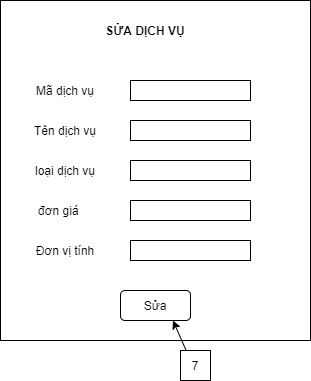 SỬA DỊCH VỤ
Mã dịch vụ
Tên dịch vụ
loại dịch vụ
đơn giá
Đơn vị tính
Sửa
7